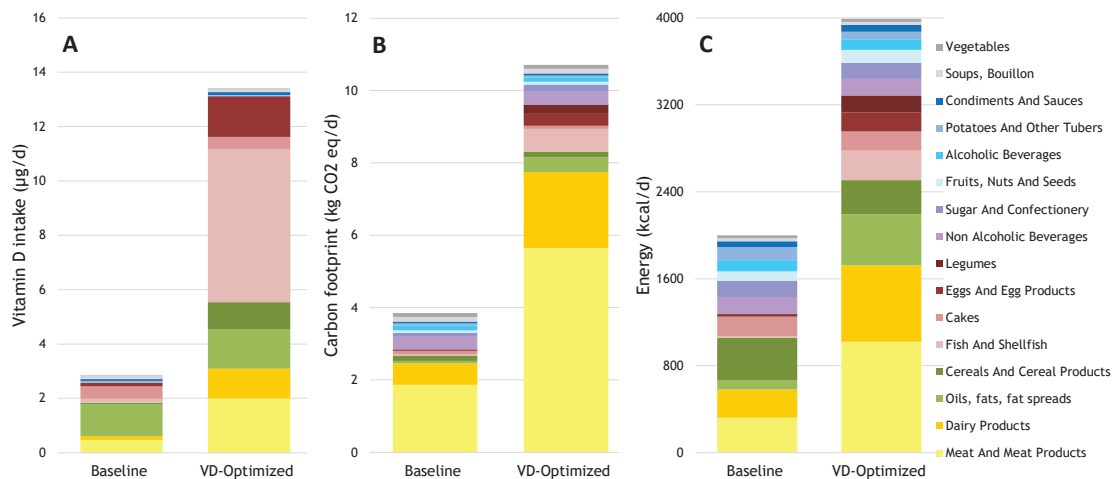 A
Vitamin D intake (µg/d)
16
14
12
10
8
6
4
2
0
Baseline
VD-Optimized
B
Carbon footprint (kg CO2 eq/d)
12
10
8
6
4
2
0
Baseline
VD-Optimized
C
Energy (kcal/d)
4000
3200
2400
1600
800
0
Baseline
VD-Optimized
Vegetables
Soups, Bouillon
Condiments And Sauces
Potatoes And Other Tubers
Alcoholic Beverages
Fruits, Nuts And Seeds
Sugar And Confectionery
Non Alcoholic Beverages
Legumes
Eggs And Egg Products
Cakes
Fish And Shellfish
Cereals And Cereal Products
Oils, fats, fat spreads
Dairy Products
Meat And Meat Products